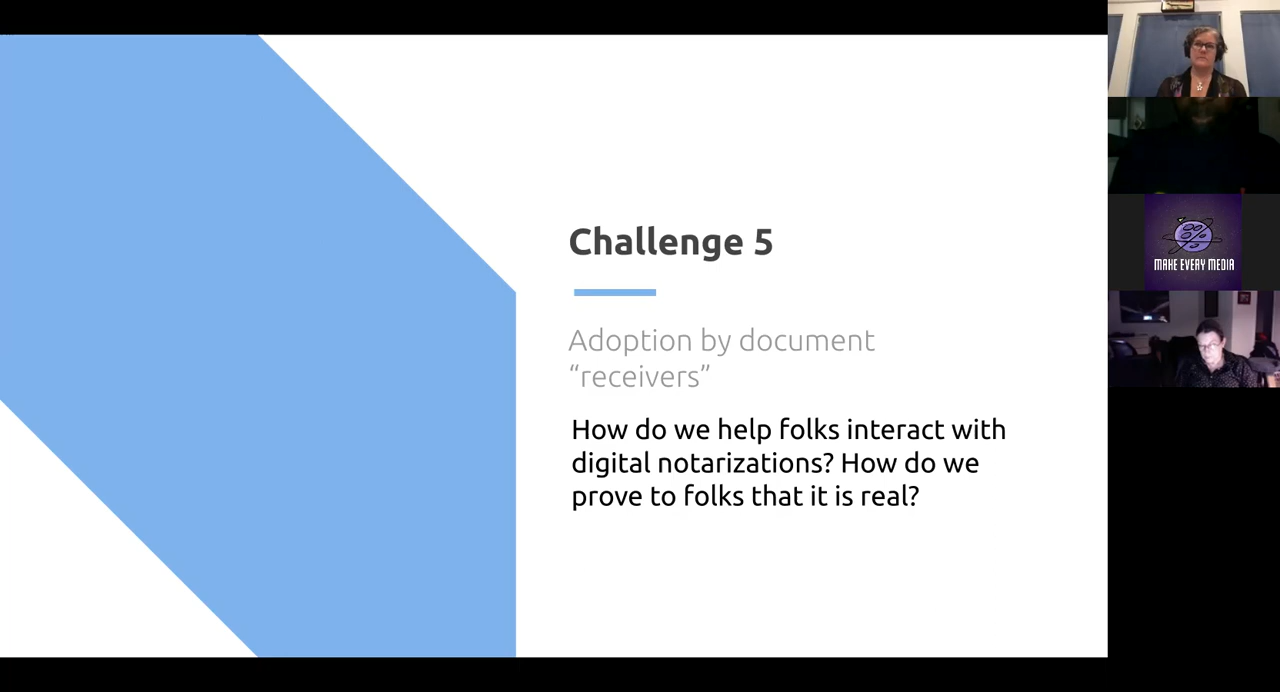 Challenge 5
Adoption by document
“receivers”
How do we help folks interact with
digital notarizations? How do we
prove to folks that it is real?
MAKE EVERY MEDIA